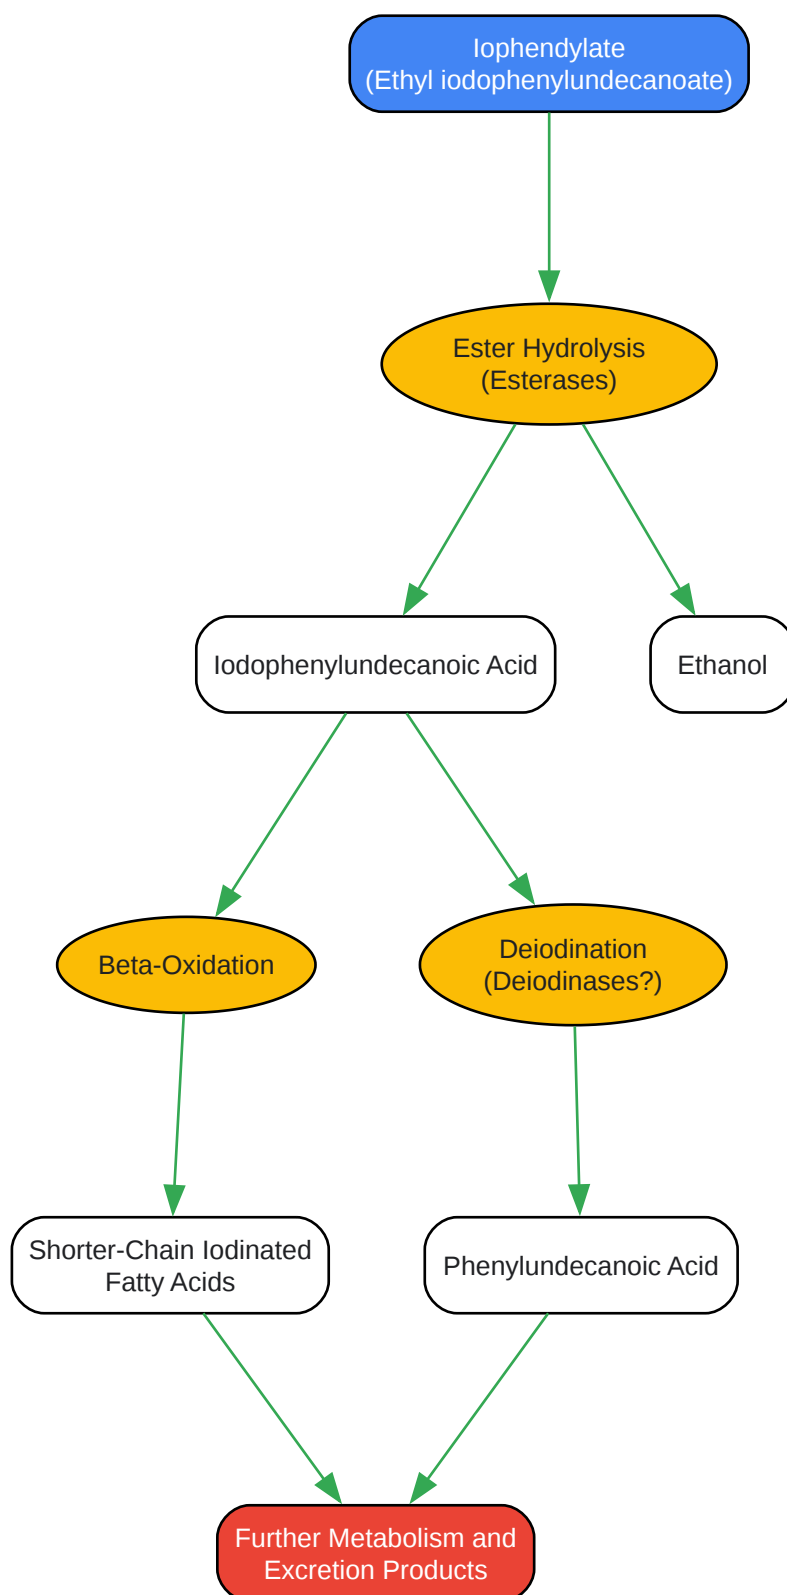 Iophendylate
(Ethyl iodophenylundecanoate)
Ester Hydrolysis
(Esterases)
Iodophenylundecanoic Acid
Ethanol
Beta-Oxidation
Deiodination
(Deiodinases?)
Shorter-Chain Iodinated
Fatty Acids
Phenylundecanoic Acid
Further Metabolism and
Excretion Products